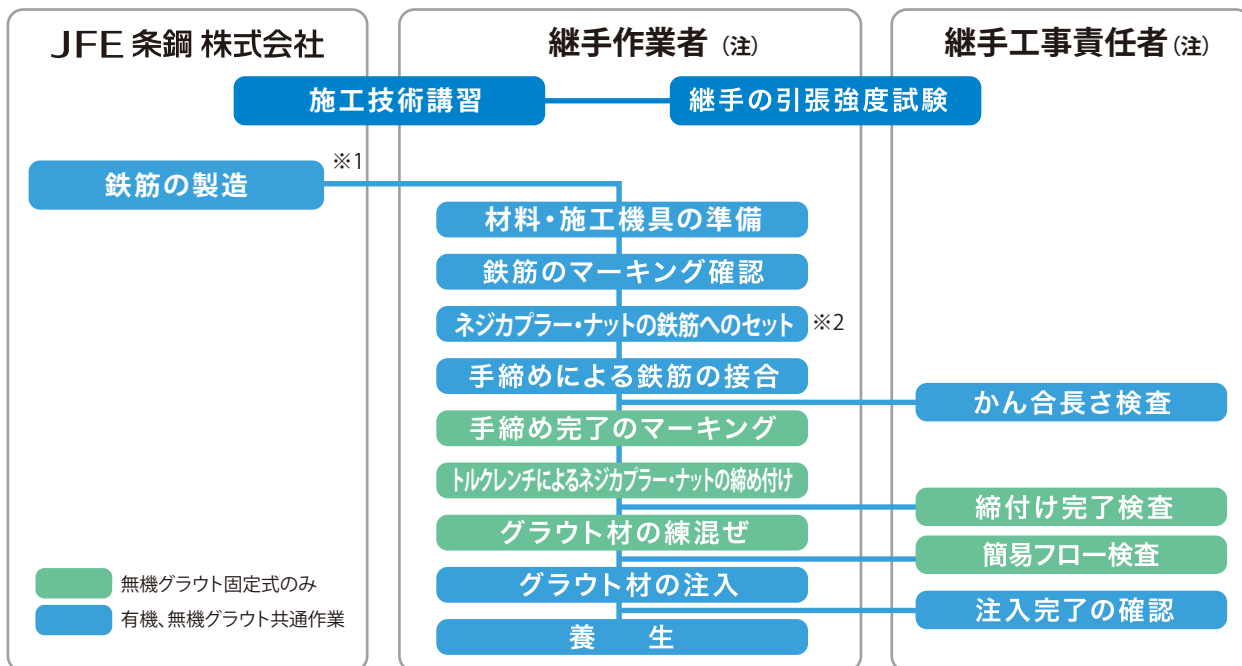 JFE 条鋼 株式会社
継手作業者 (注)
継手工事責任者 (注)
施工技術講習
継手の引張強度試験
鉄筋の製造
※1
材料・施工機具の準備
鉄筋のマーキング確認
ネジカプラー・ナットの鉄筋へのセット
※2
手締めによる鉄筋の接合
かん合長さ検査
手締め完了のマーキング
トルクレンチによるネジカプラー・ナットの締め付け
締付け完了検査
グラウト材の練混ぜ
簡易フロー検査
グラウト材の注入
注入完了の確認
養 生
無機グラウト固定式のみ
有機、無機グラウト共通作業